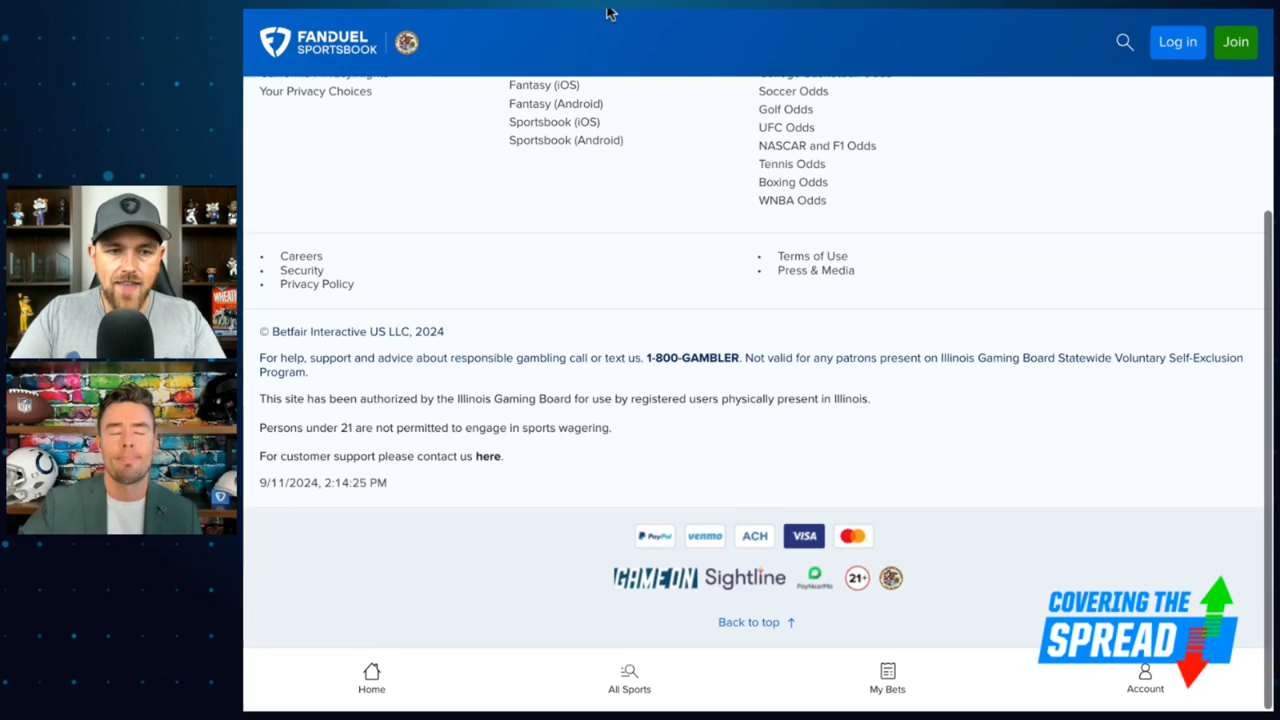 FANDUEL
SPORTSBOOK
Log in
Join
Your Privacy Choices
Fantasy (iOS)
Fantasy (Android)
Sportsbook (iOS)
Sportsbook (Android)
Soccer Odds
Golf Odds
UFC Odds
NASCAR and F1 Odds
Tennis Odds
Boxing Odds
WNBA Odds
• Careers
• Security
• Privacy Policy
• Terms of Use
• Press & Media
© Betfair Interactive US LLC, 2024
For help, support and advice about responsible gambling call or text us. 1-800-GAMBLER. Not valid for any patrons present on Illinois Gaming Board Statewide Voluntary Self-Exclusion
Program.
This site has been authorized by the Illinois Gaming Board for use by registered users physically present in Illinois.
Persons under 21 are not permitted to engage in sports wagering.
For customer support please contact us here.
9/11/2024, 2:14:25 PM
PayPal venmo ACH VISA
GAMEON Sightline PayNearMe 21+
Back to top ↑
COVERING THE
SPREAD
Home
All Sports
My Bets
Account
NFL
WHEATIES